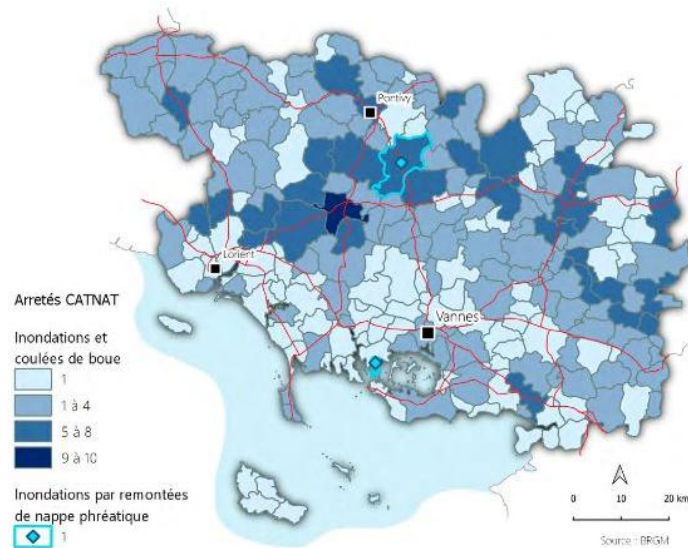 Pontivy
Lorient
Vannes
Arretés CATNAT
Inondations et
coulées de boue
1
1 à 4
5 à 8
9 à 10
Inondations par remontées
de nappe phréatique
1
0 10 20 km
Source : BRGM